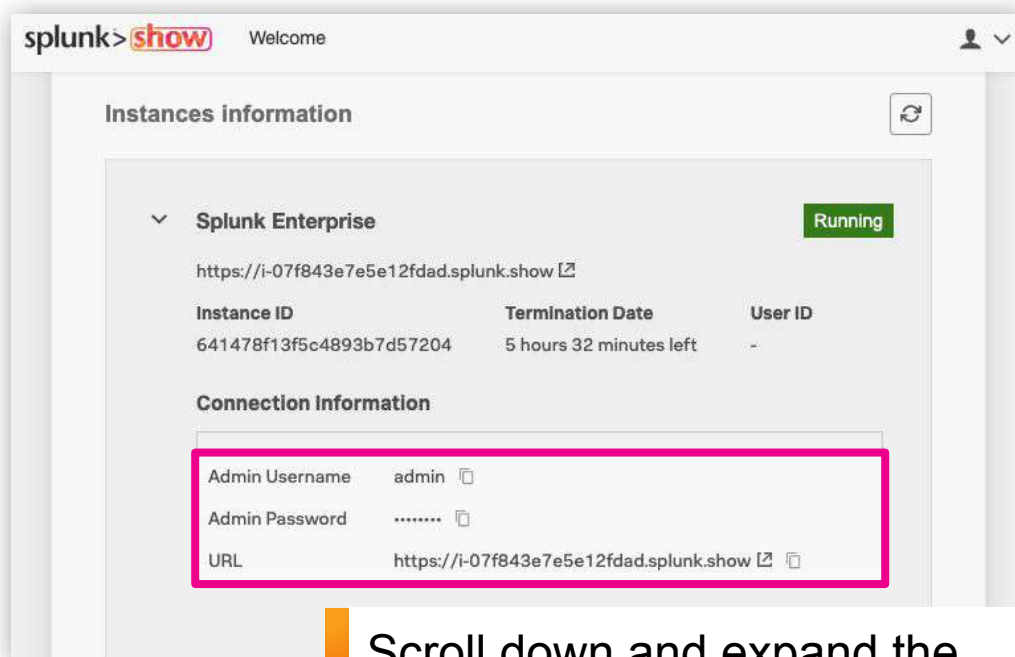 splunk>show Welcome
Instances information
Splunk Enterprise Running
https://i-07f843e7e5e12fdad.splunk.show
Instance ID Termination Date User ID
641478f13f5c4893b7d57204 5 hours 32 minutes left -
Connection Information
Admin Username admin
Admin Password ········
URL https://i-07f843e7e5e12fdad.splunk.show
Scroll down and expand the